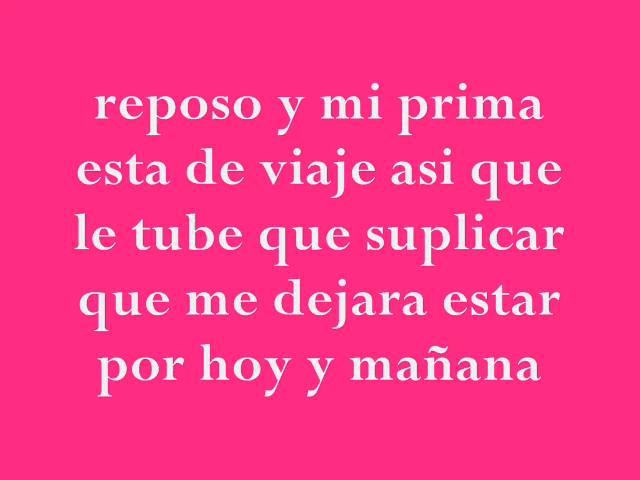 reposo y mi prima
esta de viaje asi que
le tube que suplicar
que me dejara estar
por hoy y mañana